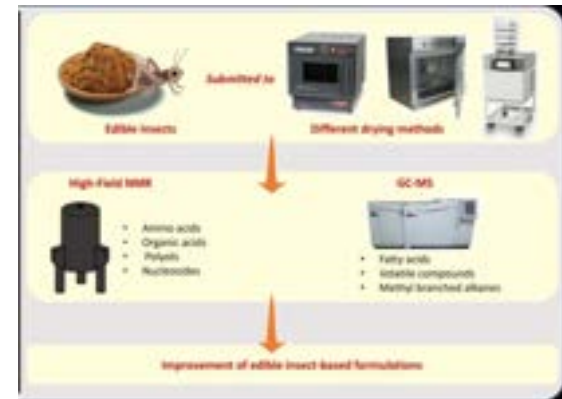 Submitted to
Edible insects
Different drying methods
High-Field NMR
GC-MS
• Amino acids
• Organic acids
• Polyols
• Nucleosides
• Fatty acids
• Volatile compounds
• Methyl branched alkanes
Improvement of edible insect-based formulations